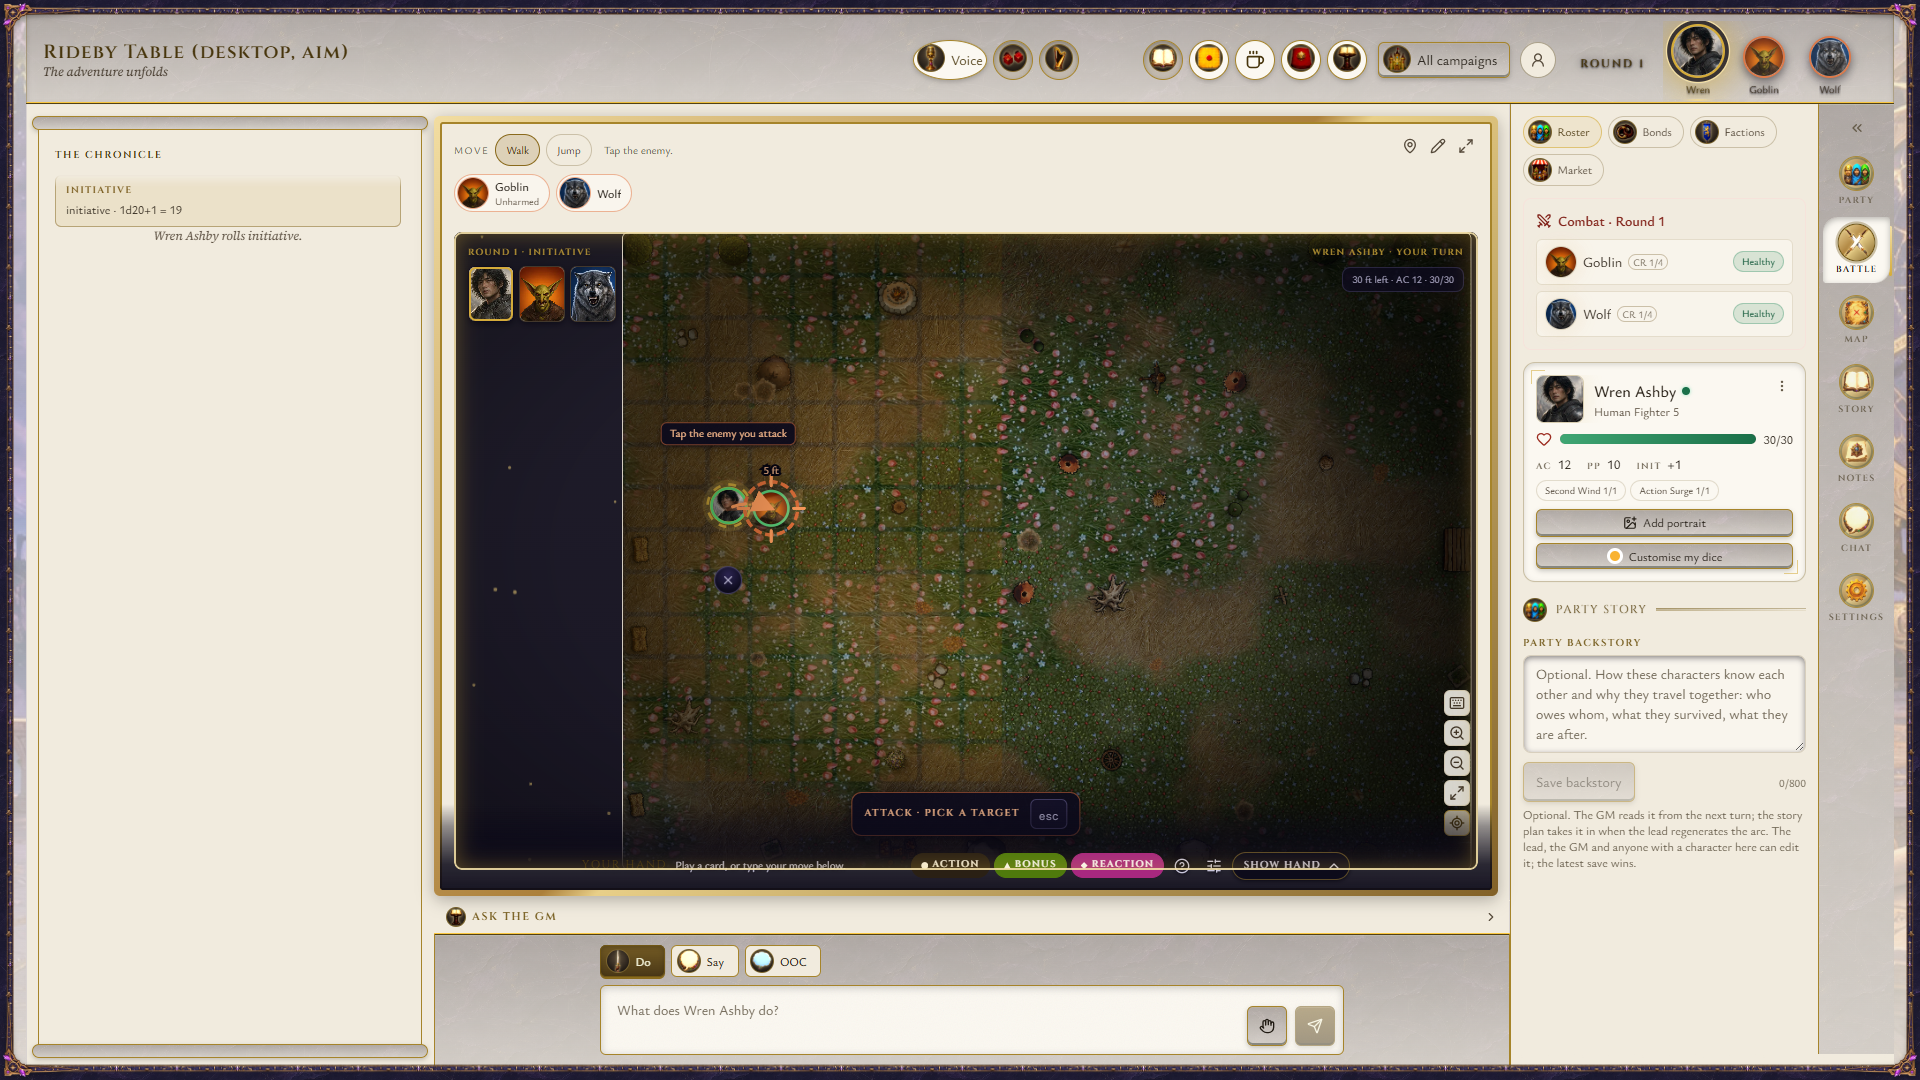 RIDEBY TABLE (DESKTOP, AIM)
The adventure unfolds
Voice
All campaigns
ROUND 1
Wren
Goblin
Wolf
THE CHRONICLE
INITIATIVE
initiative · 1d20+1 = 19
Wren Ashby rolls initiative.
MOVE
Walk
Jump
Tap the enemy.
Goblin
Unharmed
Wolf
ROUND 1 · INITIATIVE
WREN ASHBY · YOUR TURN
30 ft left · AC 12 · 30/30
Tap the enemy you attack
5 ft
ATTACK · PICK A TARGET
esc
YOUR HAND
Play a card, or type your move below
ACTION
BONUS
REACTION
SHOW HAND
ASK THE GM
Do
Say
OOC
What does Wren Ashby do?
Roster
Bonds
Factions
Market
Combat · Round 1
Goblin
CR 1/4
Healthy
Wolf
CR 1/4
Healthy
Wren Ashby
Human Fighter 5
30/30
AC 12
PP 10
INIT +1
Second Wind 1/1
Action Surge 1/1
Add portrait
Customise my dice
PARTY STORY
PARTY BACKSTORY
Optional. How these characters know each
other and why they travel together: who
owes whom, what they survived, what they
are after.
Save backstory
0/800
Optional. The GM reads it from the next turn; the story
plan takes it in when the lead regenerates the arc. The
lead, the GM and anyone with a character here can edit
it; the latest save wins.
PARTY
BATTLE
MAP
STORY
NOTES
CHAT
SETTINGS